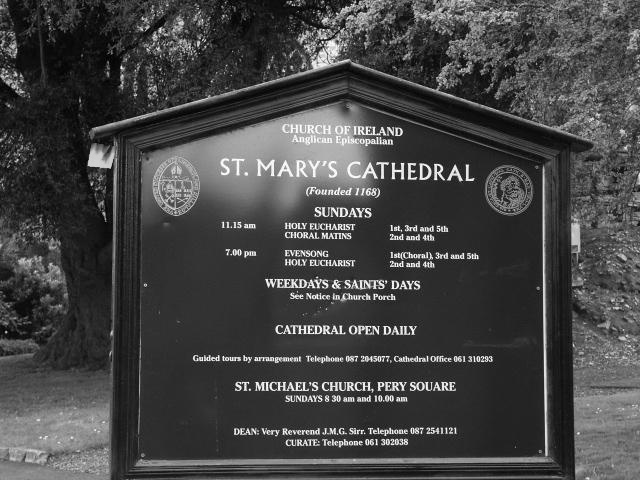 CHURCH OF IRELAND
Anglican Episcopalian
ST. MARY'S CATHEDRAL
(Founded 1168)
SUNDAYS
11.15 am HOLY EUCHARIST 1st, 3rd and 5th
CHORAL MATINS 2nd and 4th
7.00 pm EVENSONG 1st(Choral), 3rd and 5th
HOLY EUCHARIST 2nd and 4th
WEEKDAYS & SAINTS' DAYS
See Notice in Church Porch
CATHEDRAL OPEN DAILY
Guided tours by arrangement Telephone 087 2045077, Cathedral Office 061 310293
ST. MICHAEL'S CHURCH, PERY SQUARE
SUNDAYS 8 30 am and 10.00 am
DEAN: Very Reverend J.M.G. Sirr. Telephone 087 2541121
CURATE: Telephone 061 302038